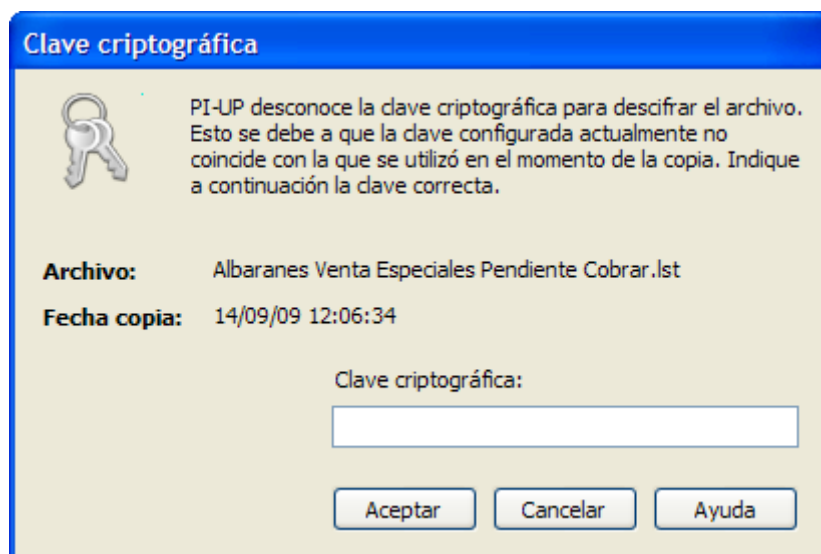 Clave criptográfica
PI-UP desconoce la clave criptográfica para descifrar el archivo.
Esto se debe a que la clave configurada actualmente no
coincide con la que se utilizó en el momento de la copia. Indique
a continuación la clave correcta.
Archivo: Albaranes Venta Especiales Pendiente Cobrar.lst
Fecha copia: 14/09/09 12:06:34
Clave criptográfica:
Aceptar Cancelar Ayuda